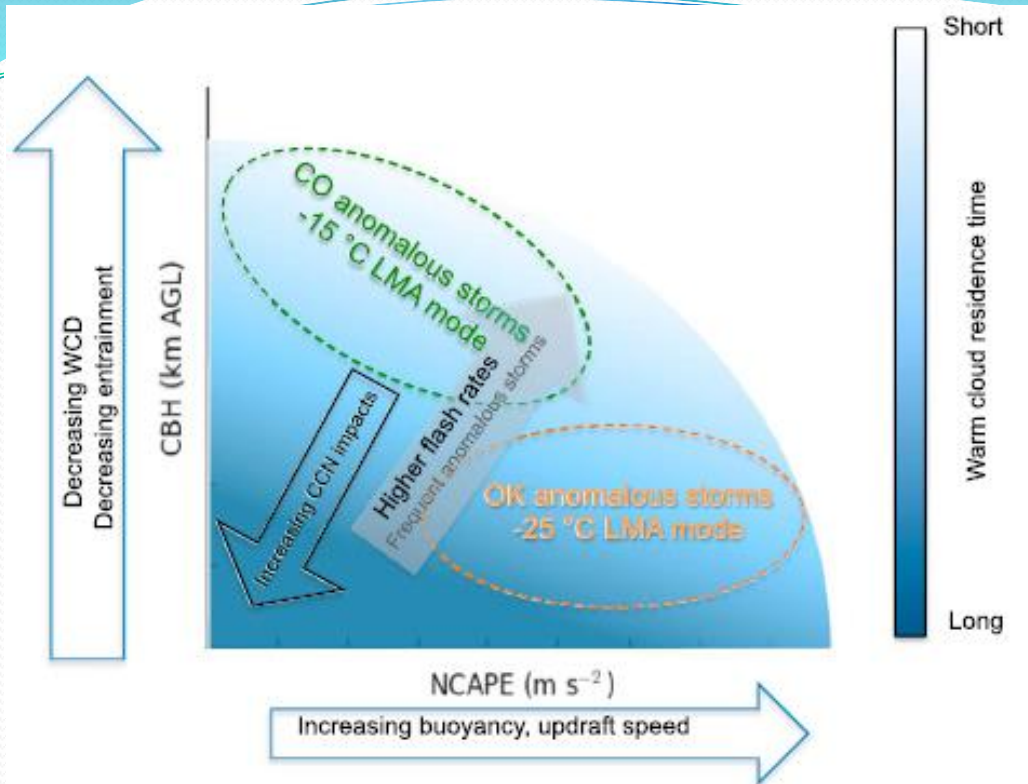 Short
CO anomalous storms
-15 °C LMA mode
Decreasing WCD
Decreasing entrainment
CBH (km AGL)
Higher flash rates
Frequent anomalous storms
Increasing CCN impacts
OK anomalous storms
-25 °C LMA mode
Warm cloud residence time
Long
NCAPE (m s⁻²)
Increasing buoyancy, updraft speed